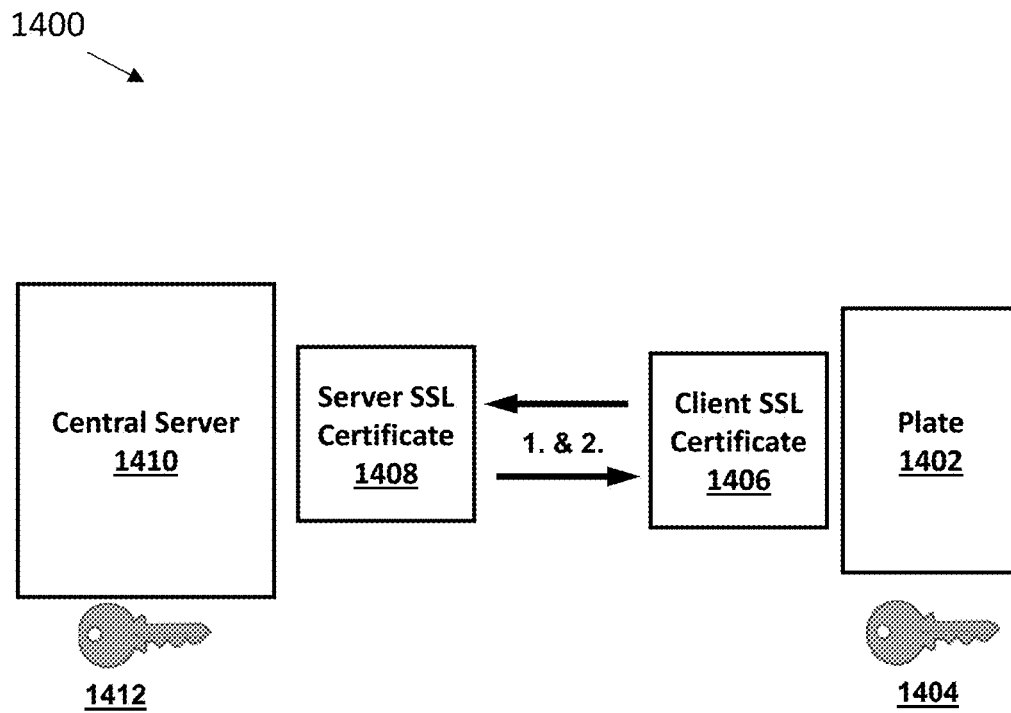 1400
Central Server
1410
Server SSL
Certificate
1408
1. & 2.
Client SSL
Certificate
1406
Plate
1402
1412
1404